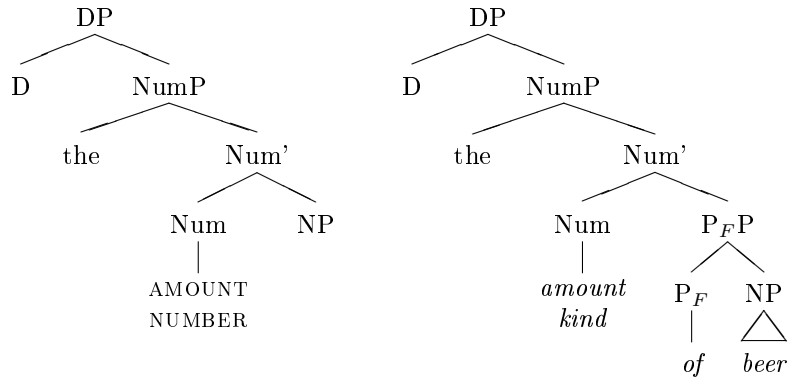 DP DP
D NumP D NumP
the Num' the Num'
Num NP Num P_FP
AMOUNT amount P_F NP
NUMBER kind
of beer